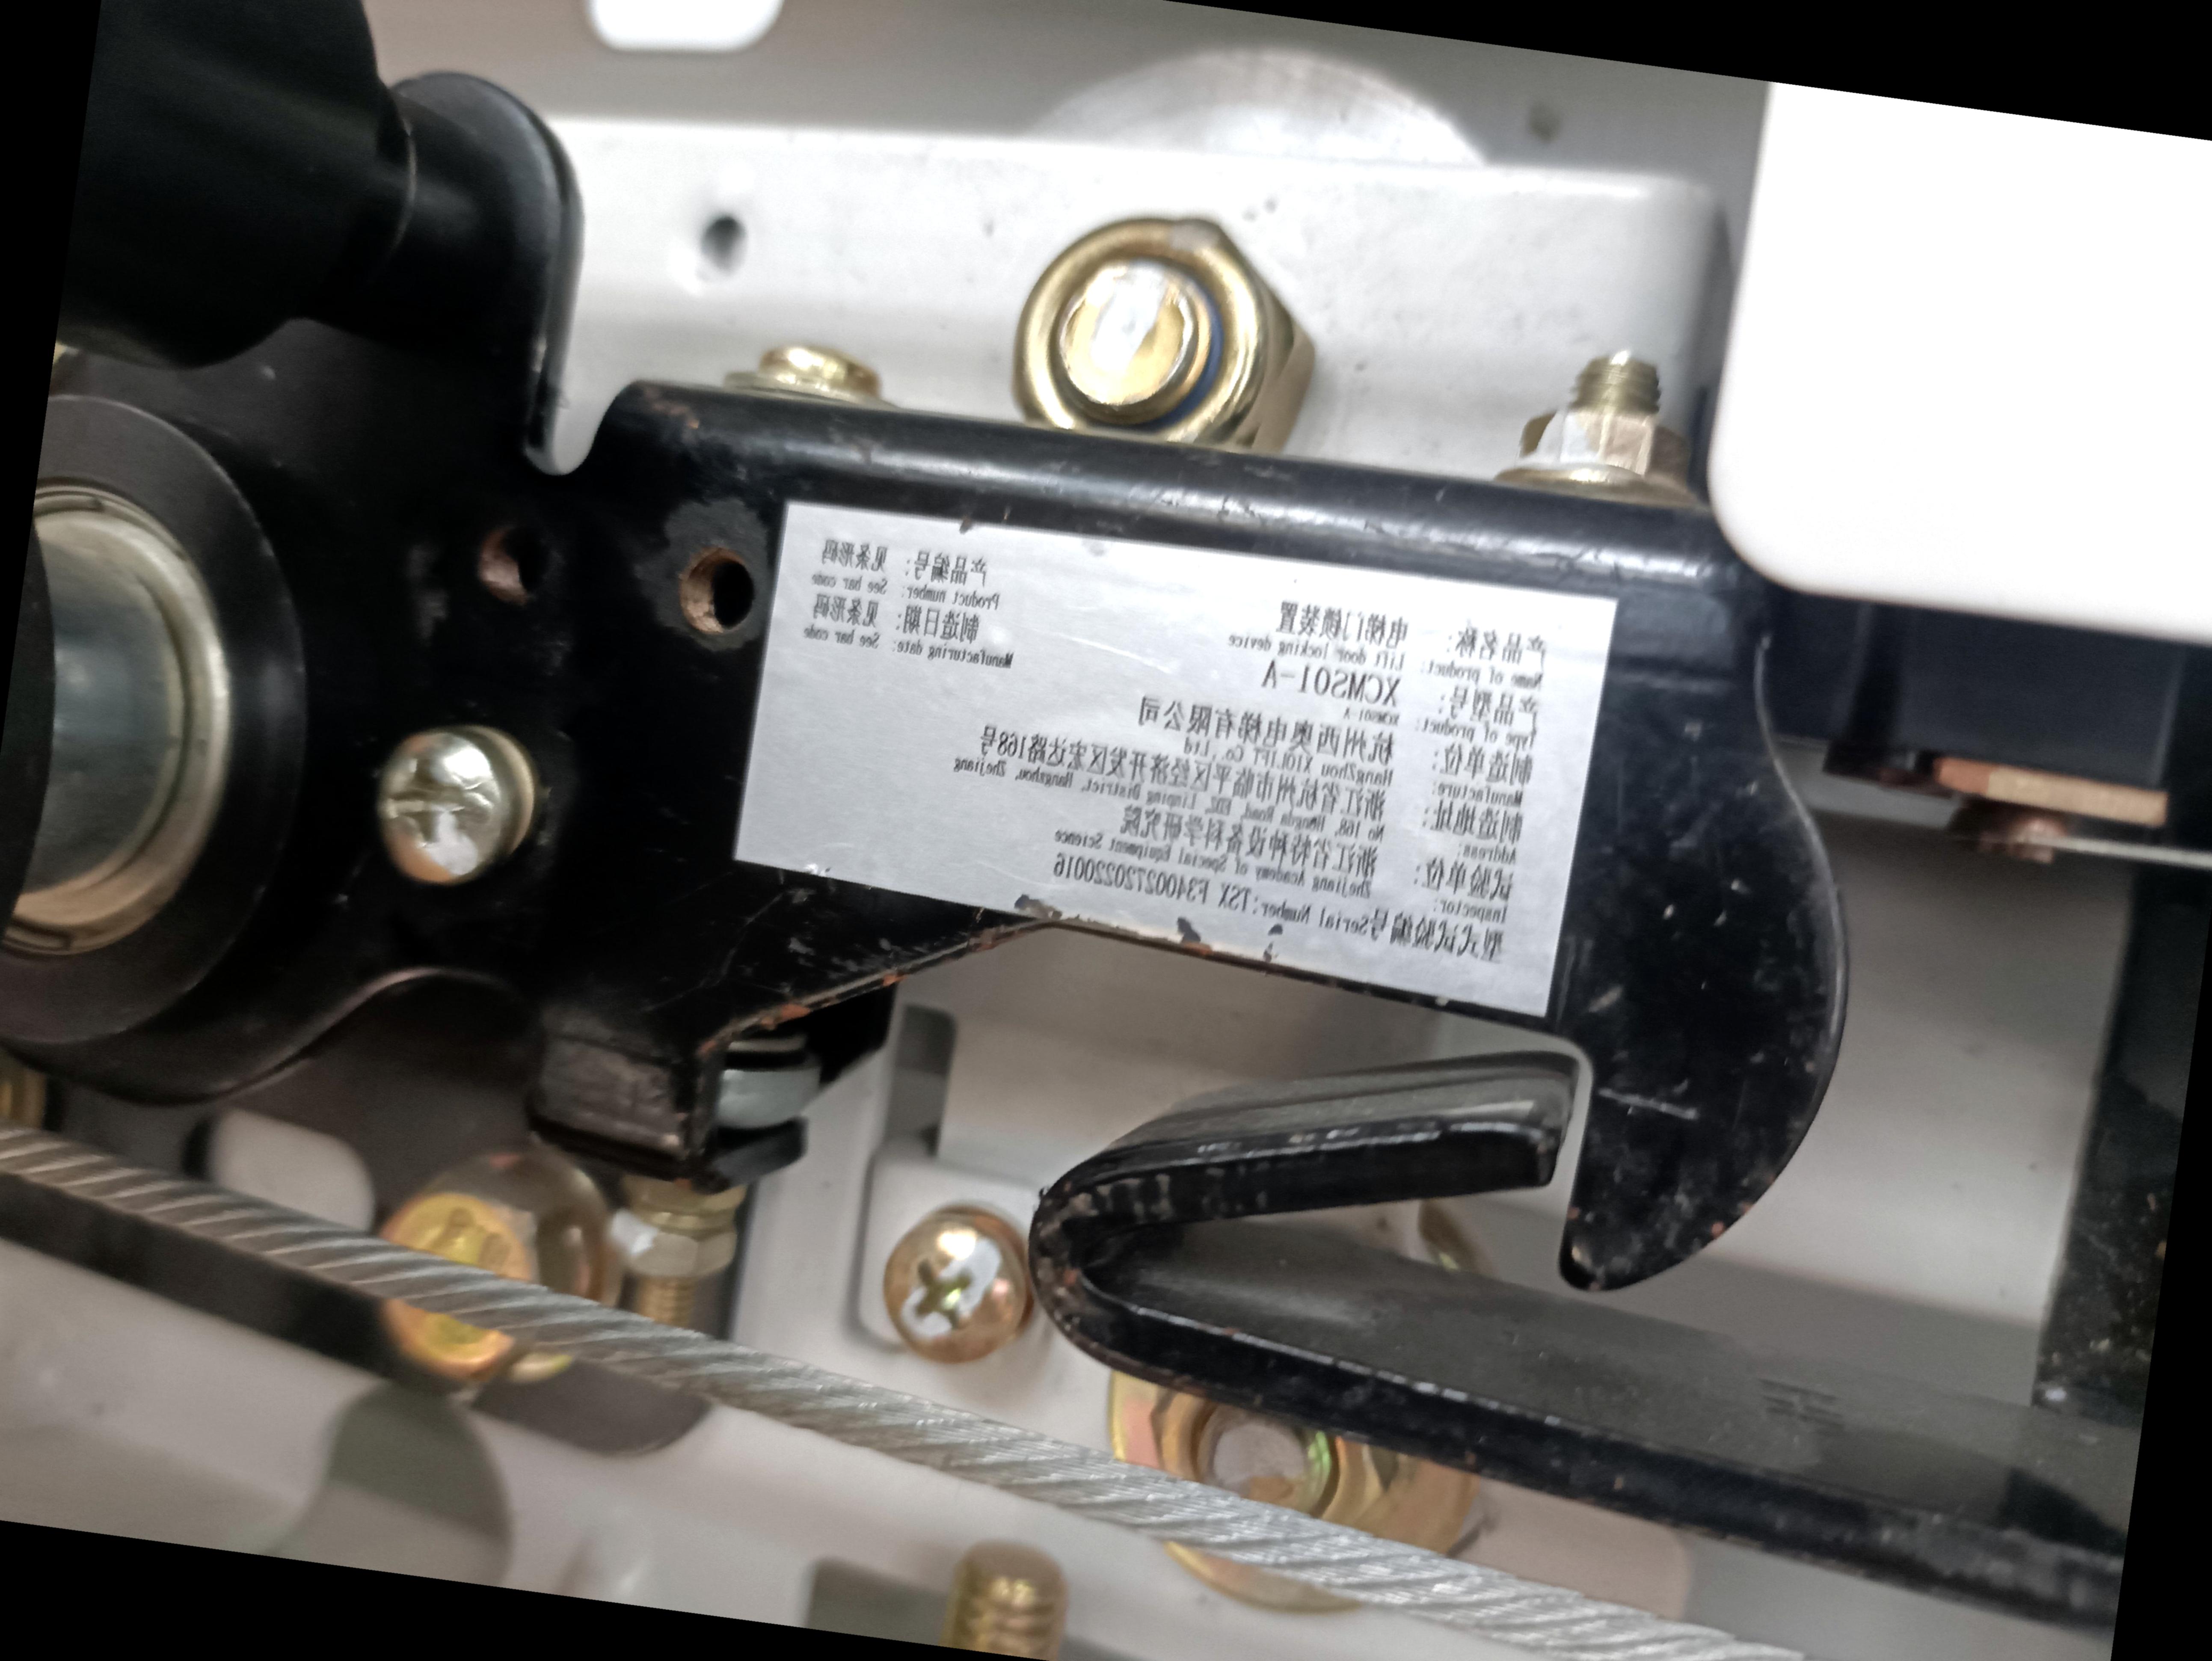 产品名称: 电梯门锁装置
Name of product: Lift door locking device
产品型号: XCMS01-A
Type of product: XCMS01-A
制造单位: 杭州西奥电梯有限公司
Manufacture: HangZhou XIOLIFT Co., Ltd.
制造地址: 浙江省杭州市临平区经济开发区宏达路168号
Address: No 168, Hongda Road, EDZ, Linping District, Hangzhou, Zhejiang
试验单位: 浙江省特种设备科学研究院
Inspector: Zhejiang Academy of Special Equipment Science
型式试验编号Serial Number:TSX F34002720220016
产品编号: 见条形码
Product number: See bar code
制造日期: 见条形码
Manufacturing date: See bar code